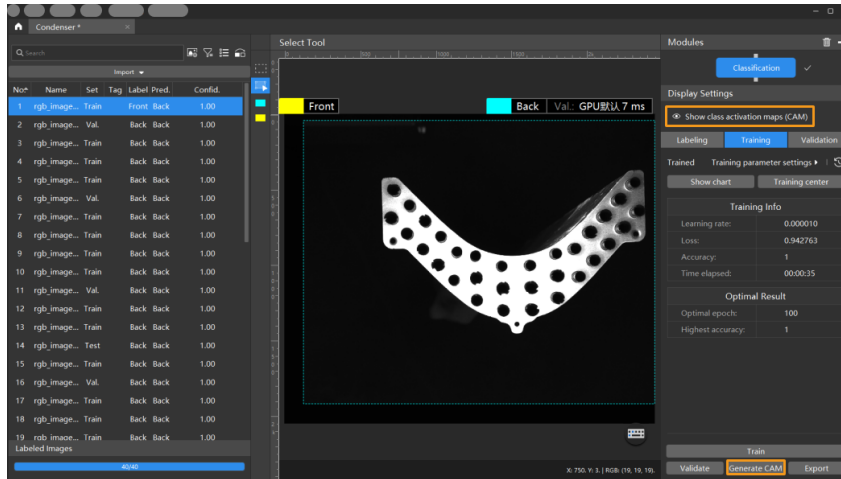 Condenser *
Search
Import
No. Name Set Tag Label Pred. Confid.
1 rgb_image... Train Front Back 1.00
2 rgb_image... Val. Back Back 1.00
3 rgb_image... Train Back Back 1.00
4 rgb_image... Train Back Back 1.00
5 rgb_image... Train Back Back 1.00
6 rgb_image... Val. Back Back 1.00
7 rgb_image... Train Back Back 1.00
8 rgb_image... Train Back Back 1.00
9 rgb_image... Train Back Back 1.00
10 rgb_image... Train Back Back 1.00
11 rgb_image... Val. Back Back 1.00
12 rgb_image... Train Back Back 1.00
13 rgb_image... Train Back Back 1.00
14 rgb_image... Test Back Back 1.00
15 rgb_image... Train Back Back 1.00
16 rgb_image... Val. Back Back 1.00
17 rgb_image... Train Back Back 1.00
18 rgb_image... Train Back Back 1.00
19 rgb_image... Train Back Back 1.00
Labeled Images
40/40
Select Tool
Front
Back Val.: GPU默认 7 ms
X: 750. Y: 3. | RGB: (19, 19, 19).
Modules
Classification
Display Settings
Show class activation maps (CAM)
Labeling Training Validation
Trained Training parameter settings
Show chart Training center
Training Info
Learning rate: 0.000010
Loss: 0.942763
Accuracy: 1
Time elapsed: 00:00:35
Optimal Result
Optimal epoch: 100
Highest accuracy: 1
Train
Validate Generate CAM Export